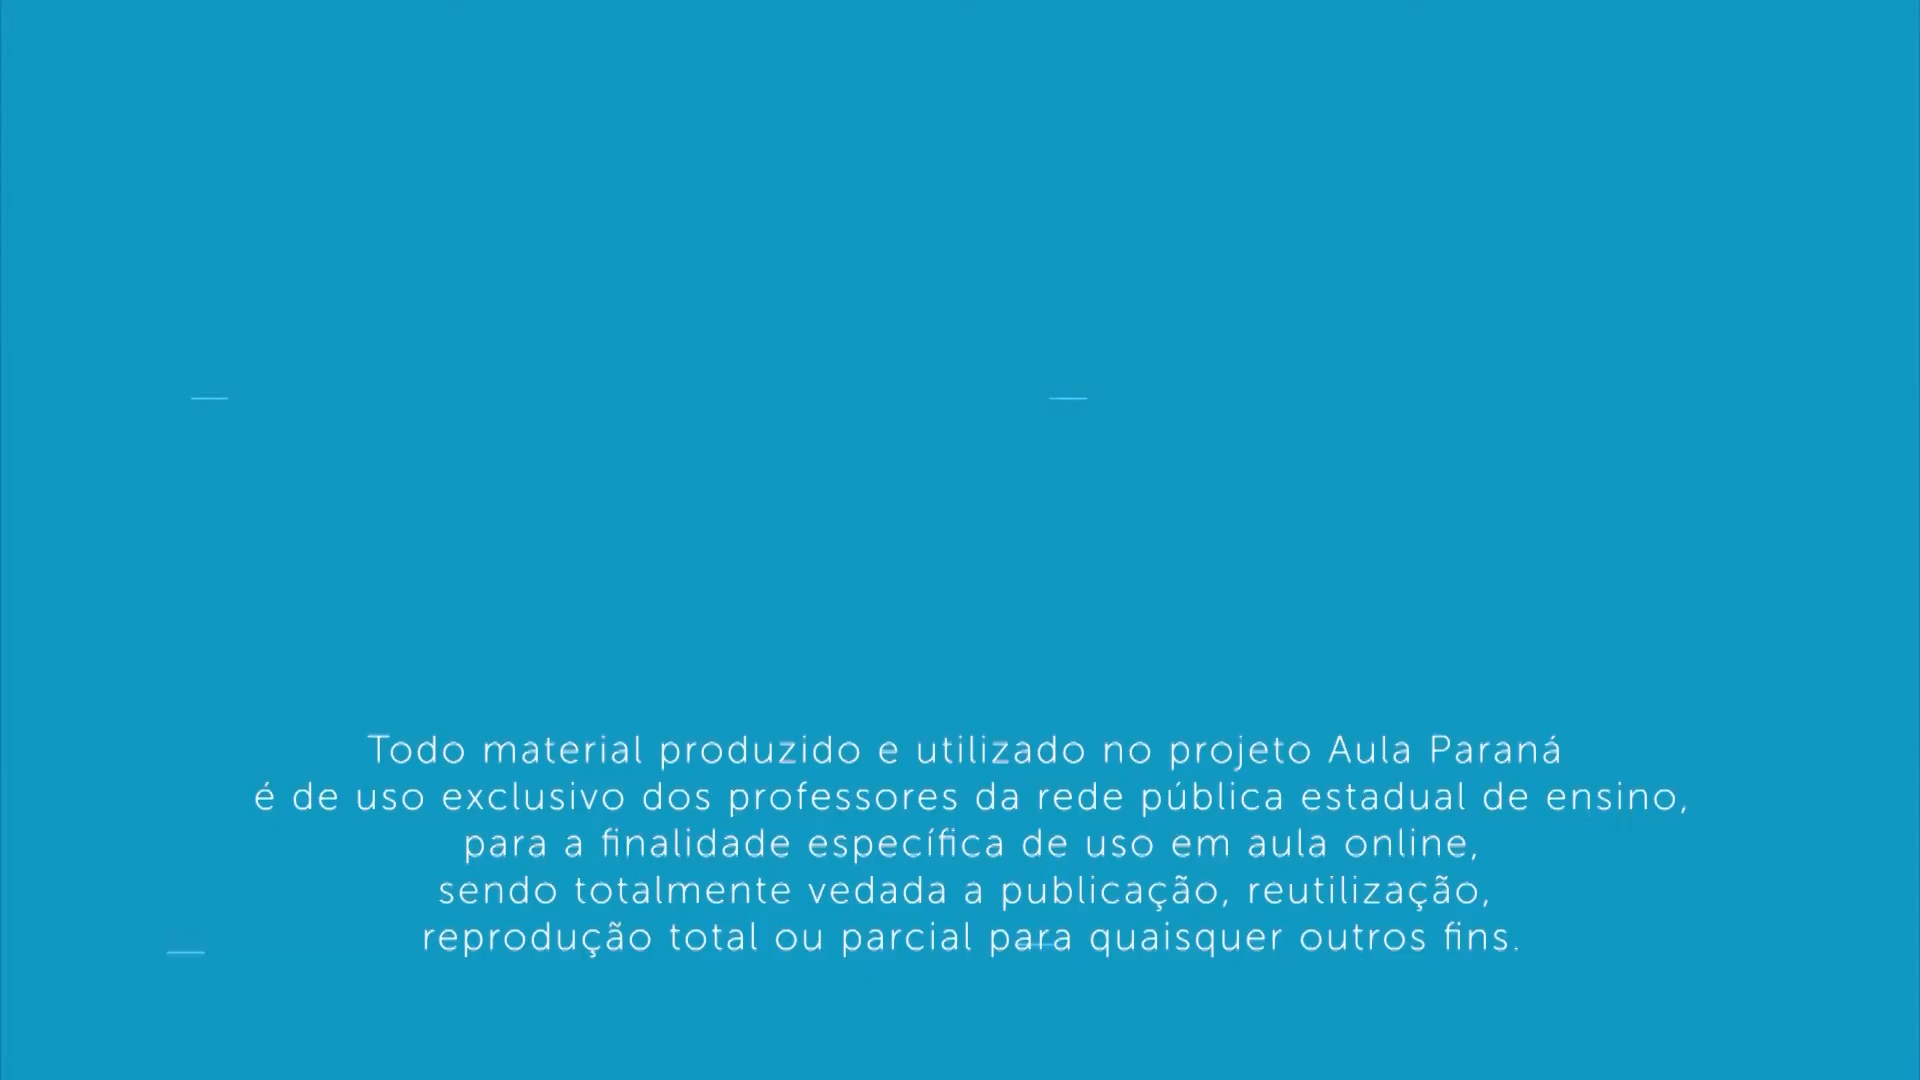 Todo material produzido e utilizado no projeto Aula Paraná
é de uso exclusivo dos professores da rede pública estadual de ensino,
para a finalidade específica de uso em aula online,
sendo totalmente vedada a publicação, reutilização,
reprodução total ou parcial para quaisquer outros fins.